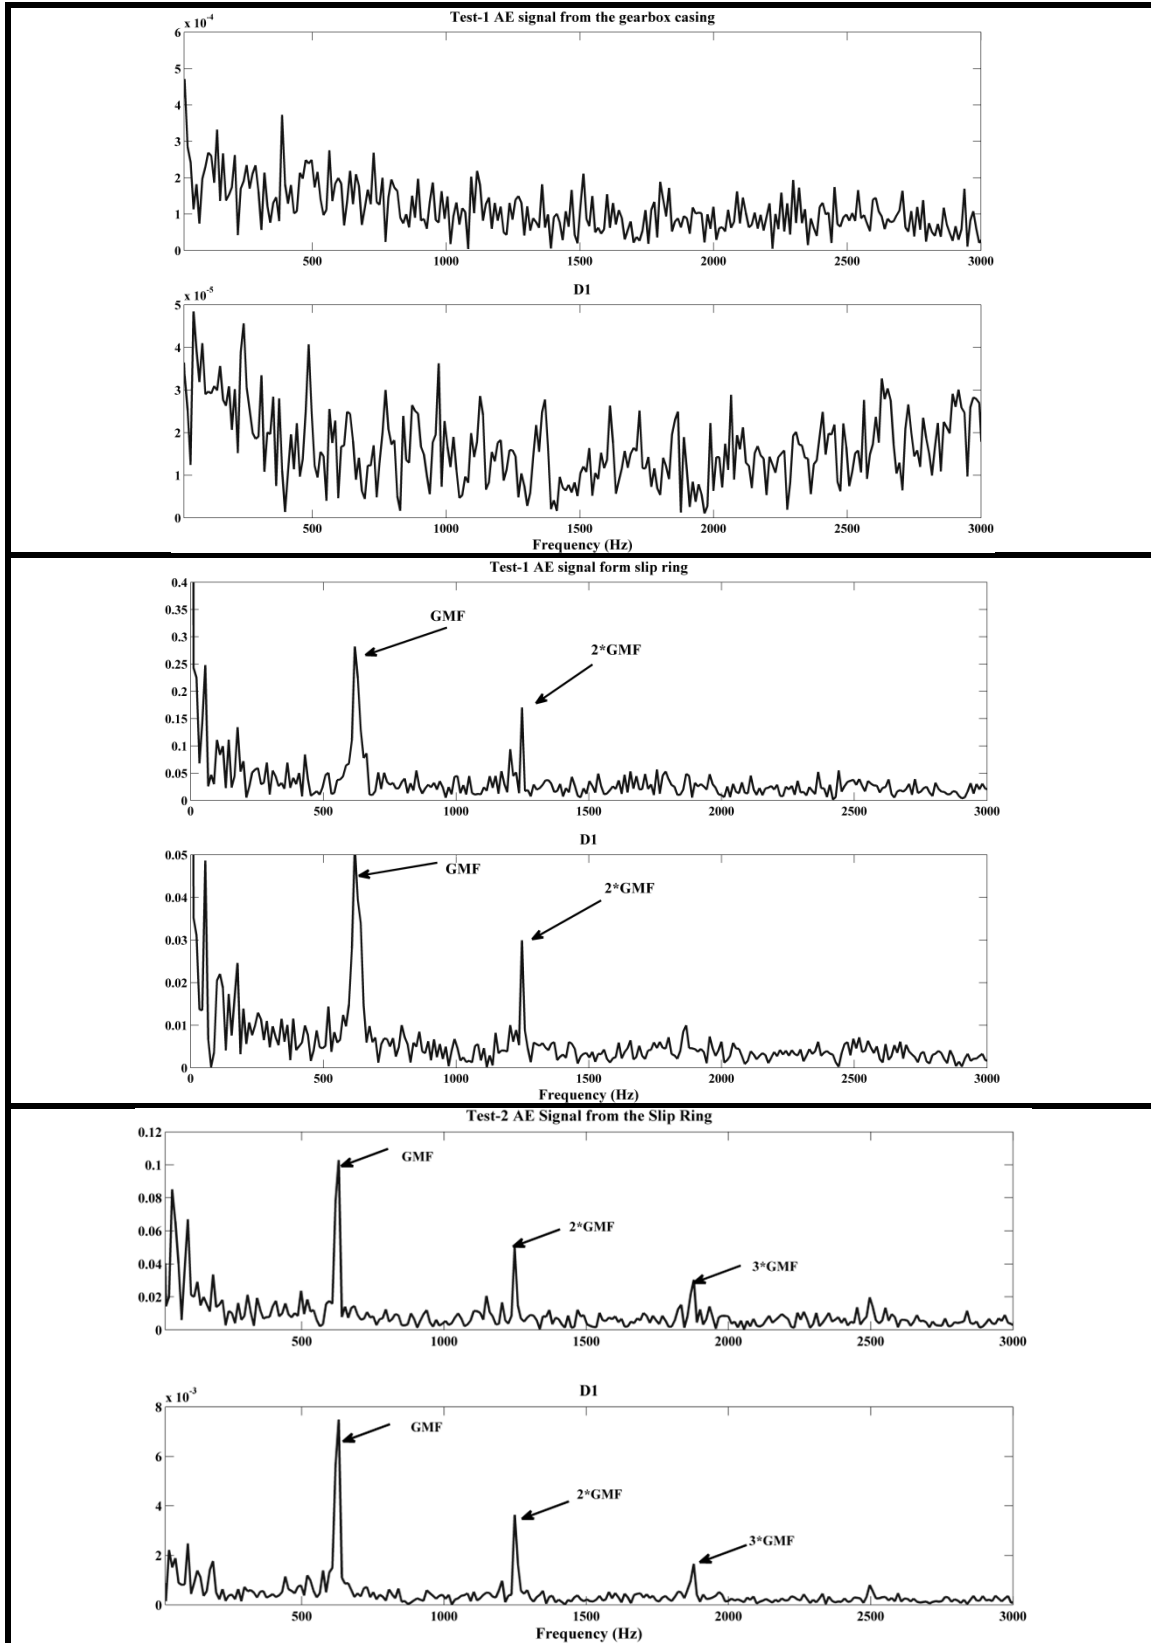 Test-1 AE signal from the gearbox casing
x 10^-4
6
5
4
3
2
1
0
500 1000 1500 2000 2500 3000
D1
x 10^-5
5
4
3
2
1
0
500 1000 1500 2000 2500 3000
Frequency (Hz)
Test-1 AE signal form slip ring
0.4
0.35
0.3
0.25
0.2
0.15
0.1
0.05
0
GMF
2*GMF
0 500 1000 1500 2000 2500 3000
D1
0.05
0.04
0.03
0.02
0.01
0
GMF
2*GMF
0 500 1000 1500 2000 2500 3000
Frequency (Hz)
Test-2 AE Signal from the Slip Ring
0.12
0.1
0.08
0.06
0.04
0.02
0
GMF
2*GMF
3*GMF
500 1000 1500 2000 2500 3000
D1
x 10^-3
8
6
4
2
0
GMF
2*GMF
3*GMF
500 1000 1500 2000 2500 3000
Frequency (Hz)